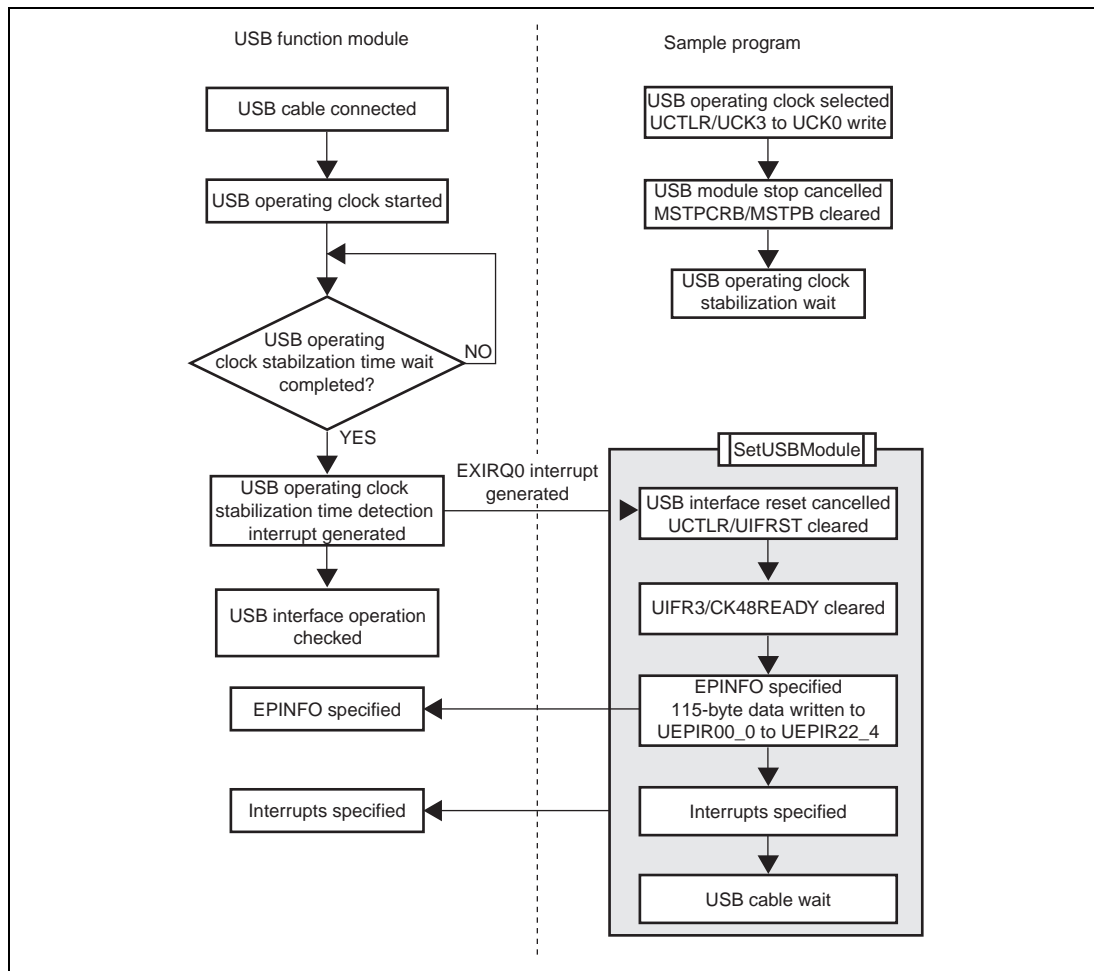 USB function module
USB cable connected
USB operating clock started
USB operating
clock stabilzation time wait
completed?
NO
YES
USB operating clock
stabilization time detection
interrupt generated
USB interface operation
checked
EPINFO specified
Interrupts specified
EXIRQ0 interrupt
generated
Sample program
USB operating clock selected
UCTLR/UCK3 to UCK0 write
USB module stop cancelled
MSTPCRB/MSTPB cleared
USB operating clock
stabilization wait
SetUSBModule
USB interface reset cancelled
UCTLR/UIFRST cleared
UIFR3/CK48READY cleared
EPINFO specified
115-byte data written to
UEPIR00_0 to UEPIR22_4
Interrupts specified
USB cable wait